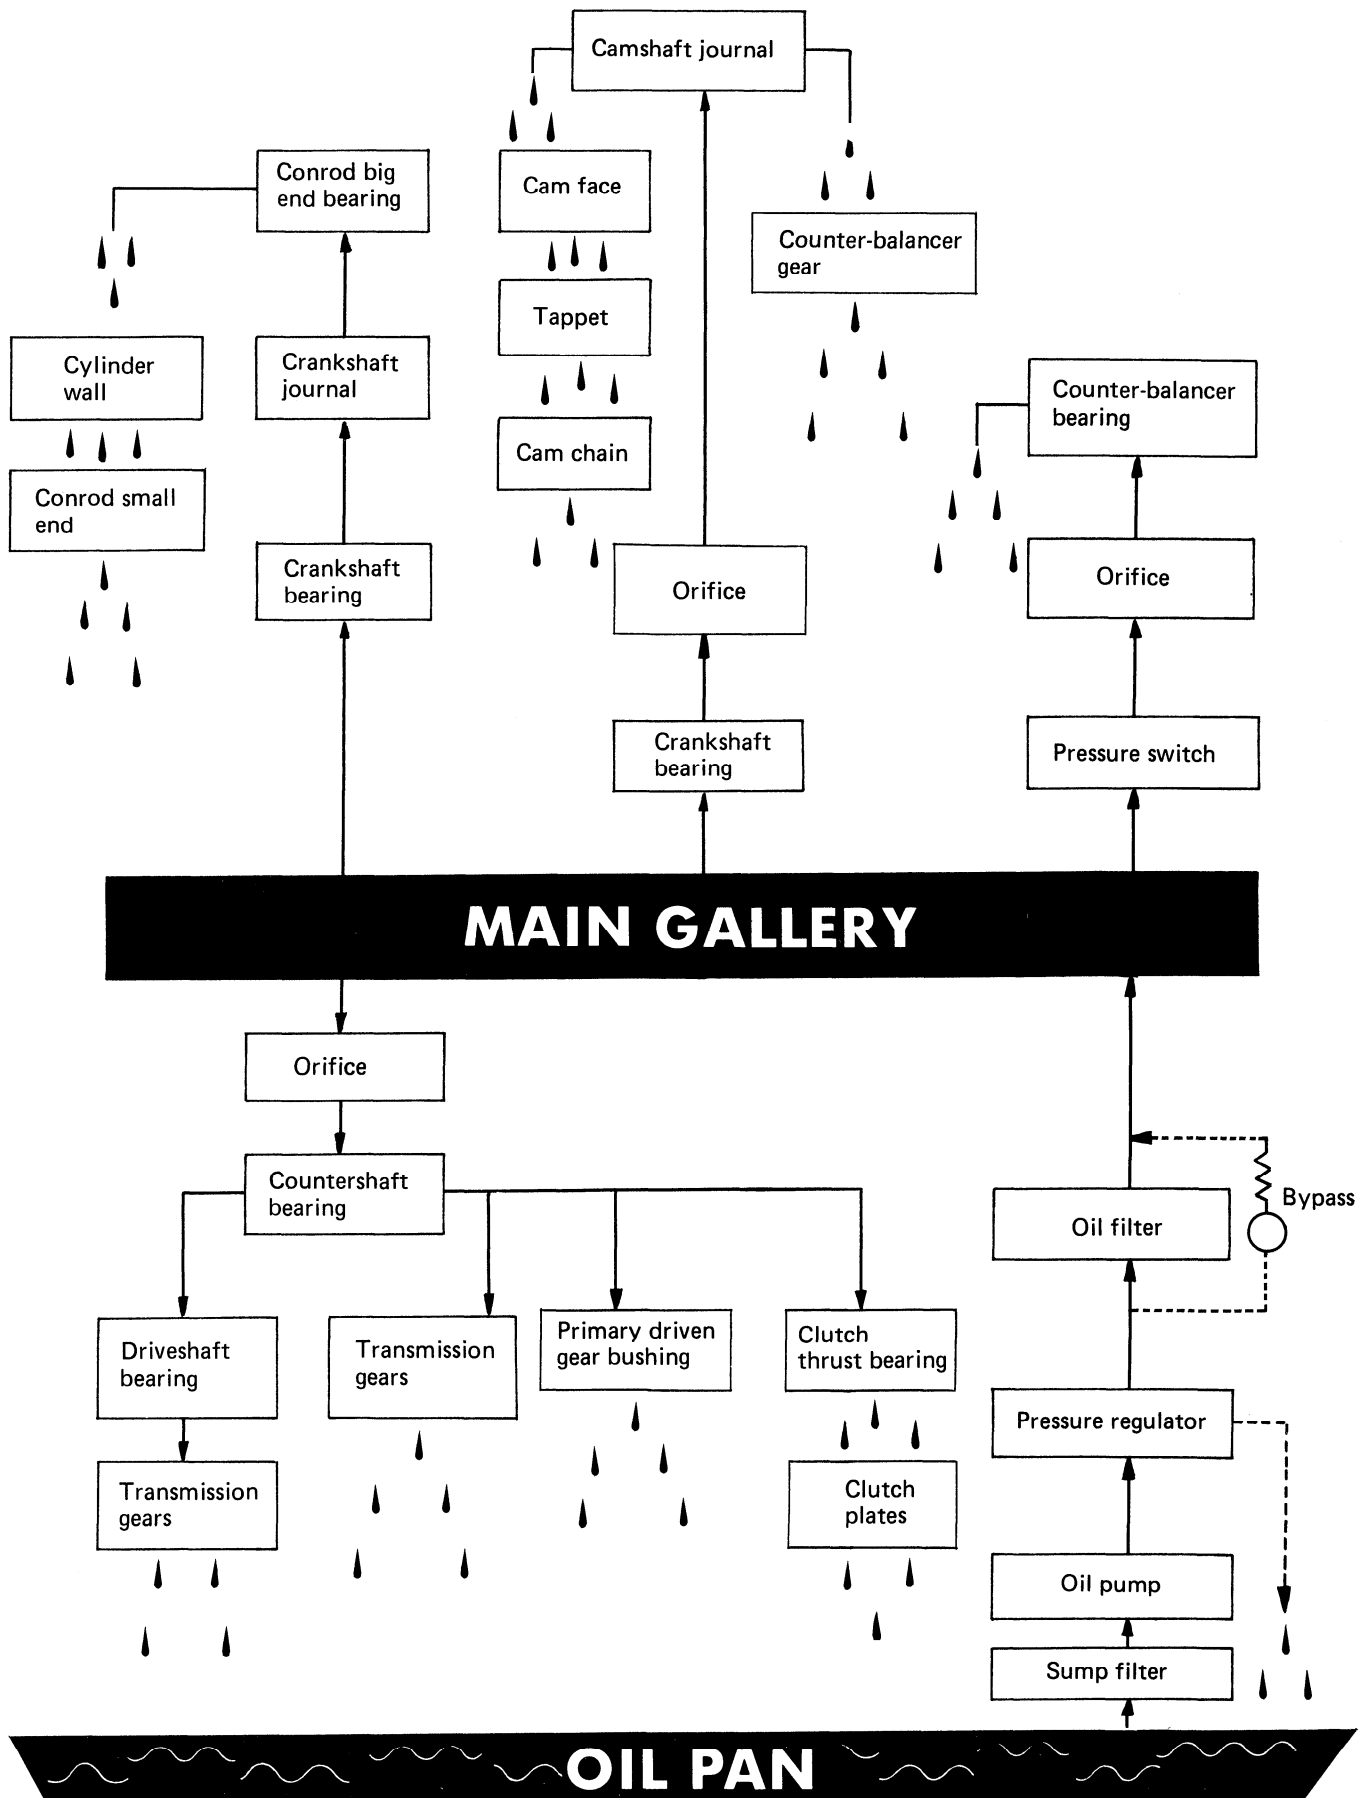 Camshaft journal
Conrod big
end bearing
Cam face
Counter-balancer
gear
Tappet
Cylinder
wall
Crankshaft
journal
Counter-balancer
bearing
Cam chain
Conrod small
end
Crankshaft
bearing
Orifice
Orifice
Crankshaft
bearing
Pressure switch
MAIN GALLERY
Orifice
Countershaft
bearing
Bypass
Oil filter
Driveshaft
bearing
Transmission
gears
Primary driven
gear bushing
Clutch
thrust bearing
Pressure regulator
Transmission
gears
Clutch
plates
Oil pump
Sump filter
OIL PAN